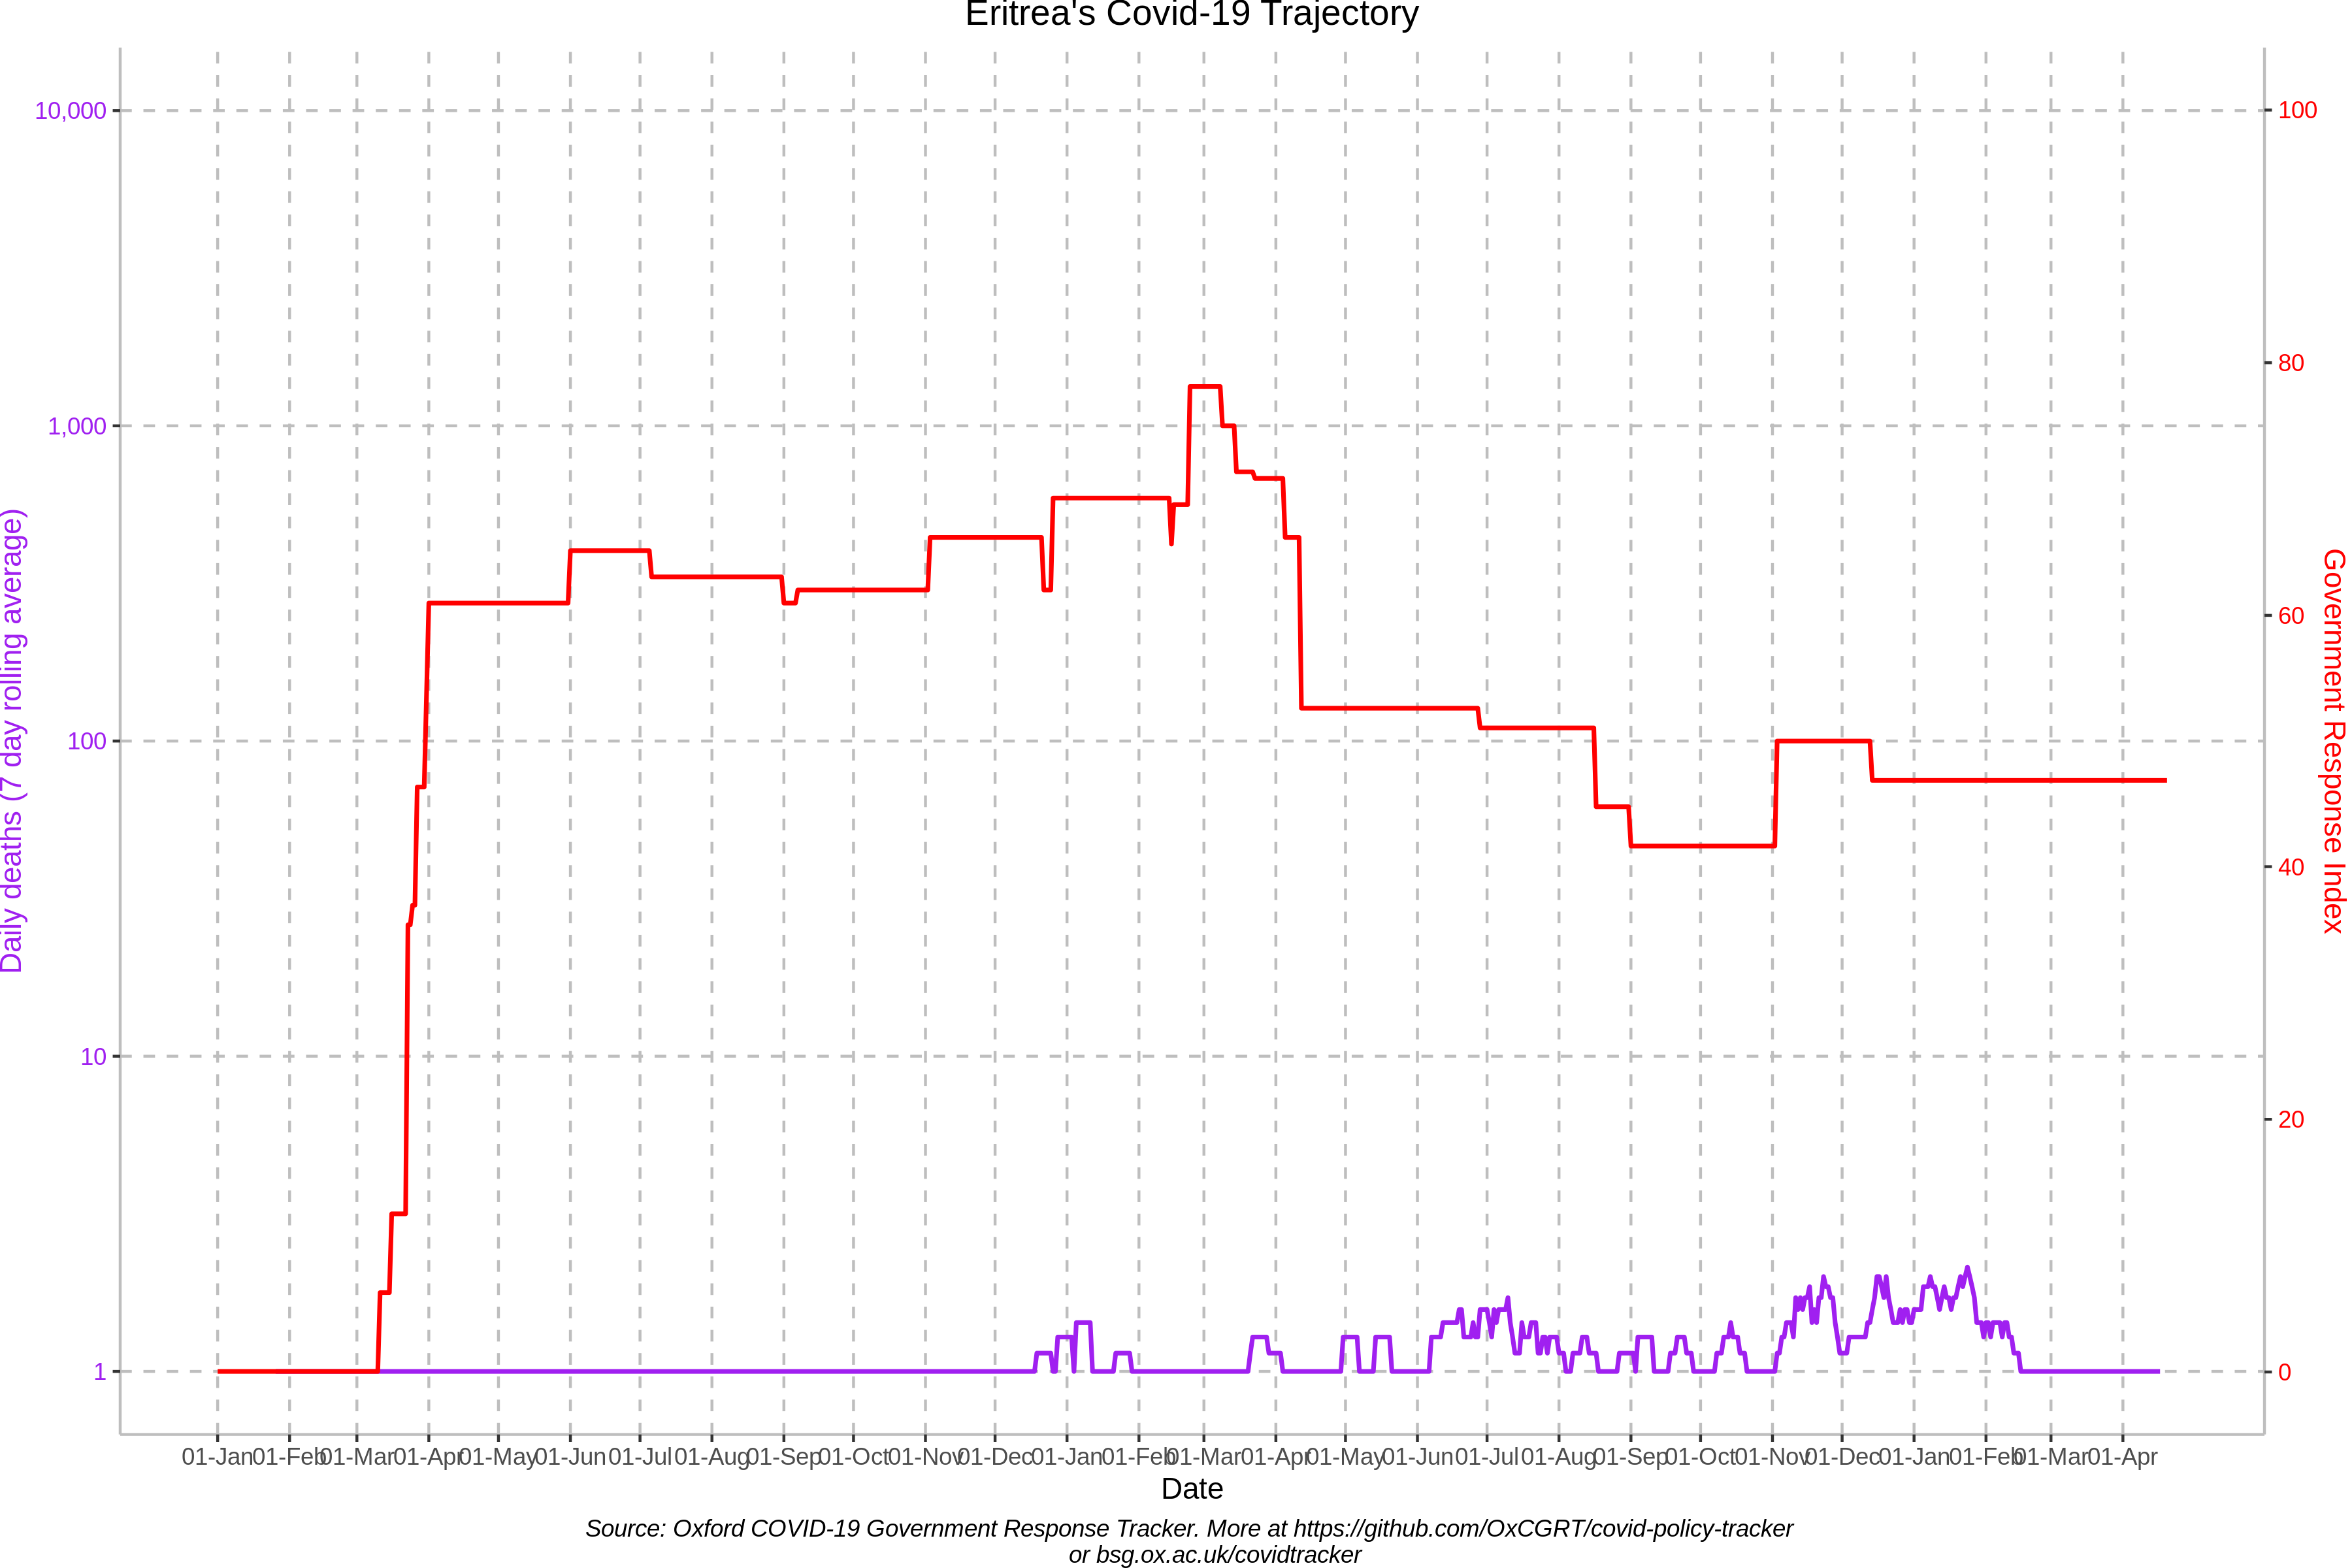 Eritrea's Covid-19 Trajectory
10,000
1,000
100
10
1
Daily deaths (7 day rolling average)
100
80
60
40
20
0
Government Response Index
01-Jan 01-Feb 01-Mar 01-Apr 01-May 01-Jun 01-Jul 01-Aug 01-Sep 01-Oct 01-Nov 01-Dec 01-Jan 01-Feb 01-Mar 01-Apr 01-May 01-Jun 01-Jul 01-Aug 01-Sep 01-Oct 01-Nov 01-Dec 01-Jan 01-Feb 01-Mar 01-Apr
Date
Source: Oxford COVID-19 Government Response Tracker. More at https://github.com/OxCGRT/covid-policy-tracker
or bsg.ox.ac.uk/covidtracker